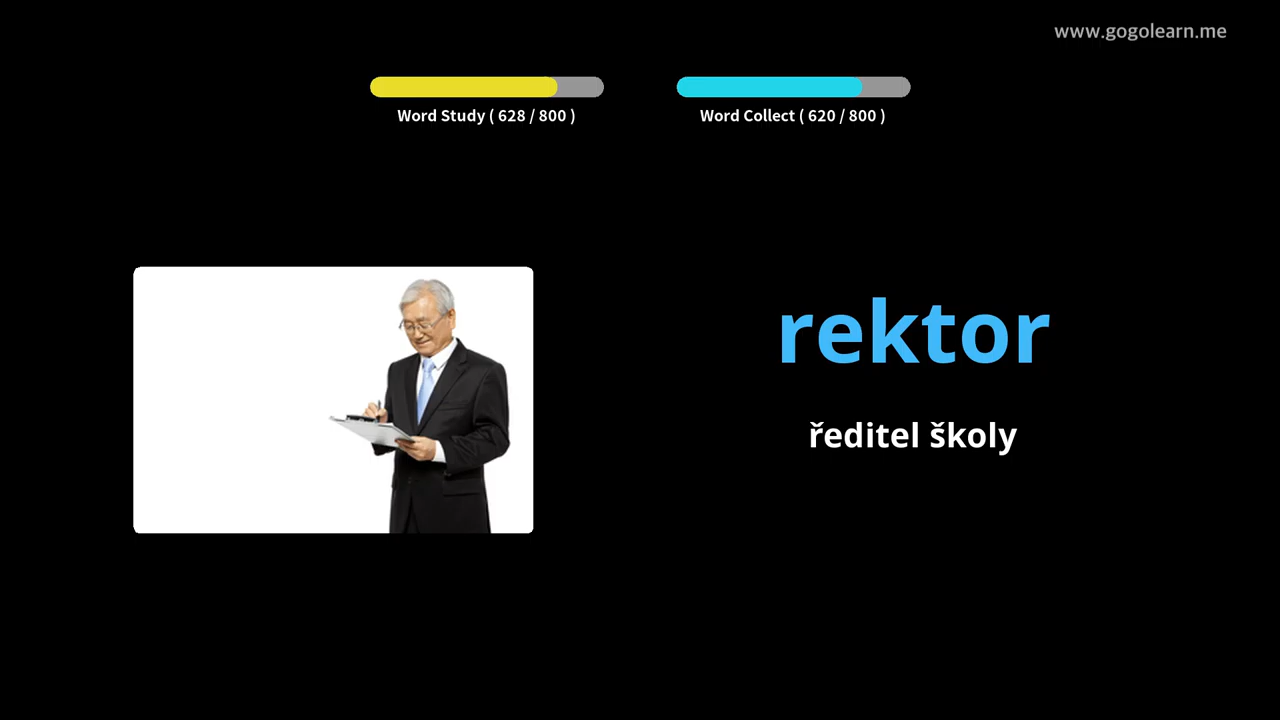 www.gogolearn.me
Word Study ( 628 / 800 )
Word Collect ( 620 / 800 )
rektor
ředitel školy